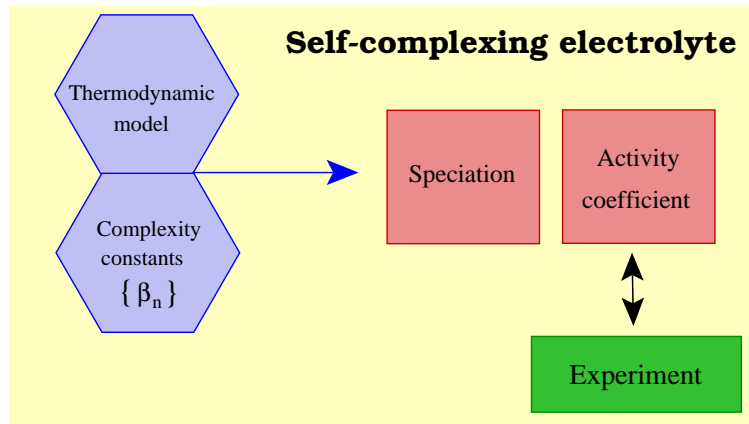 Self-complexing electrolyte
Thermodynamic
model
Complexity
constants
{ βn }
Speciation
Activity
coefficient
Experiment